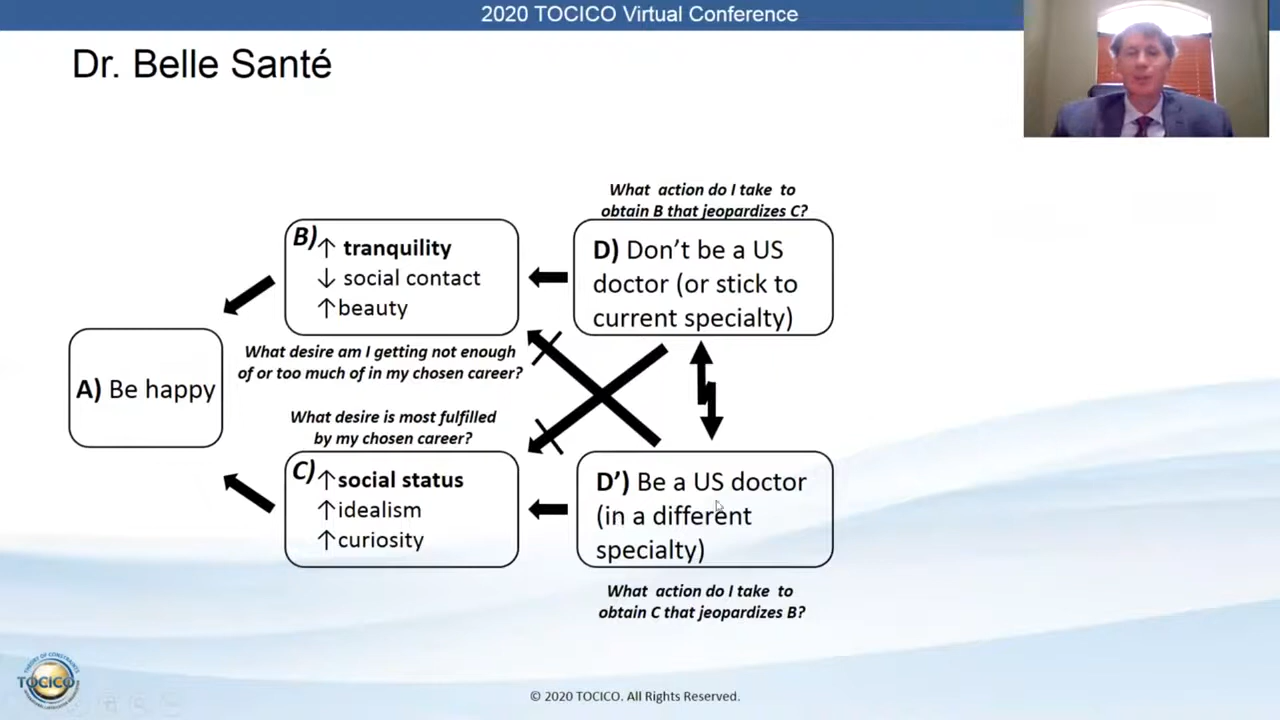 2020 TOCICO Virtual Conference
Dr. Belle Santé
What action do I take to
obtain B that jeopardizes C?
B)
↑ tranquility
↓ social contact
↑beauty
D) Don't be a US
doctor (or stick to
current specialty)
What desire am I getting not enough
of or too much of in my chosen career?
A) Be happy
What desire is most fulfilled
by my chosen career?
C)
↑social status
↑idealism
↑curiosity
D') Be a US doctor
(in a different
specialty)
What action do I take to
obtain C that jeopardizes B?
THEORY OF CONSTRAINTS
TOCICO
© 2020 TOCICO. All Rights Reserved.